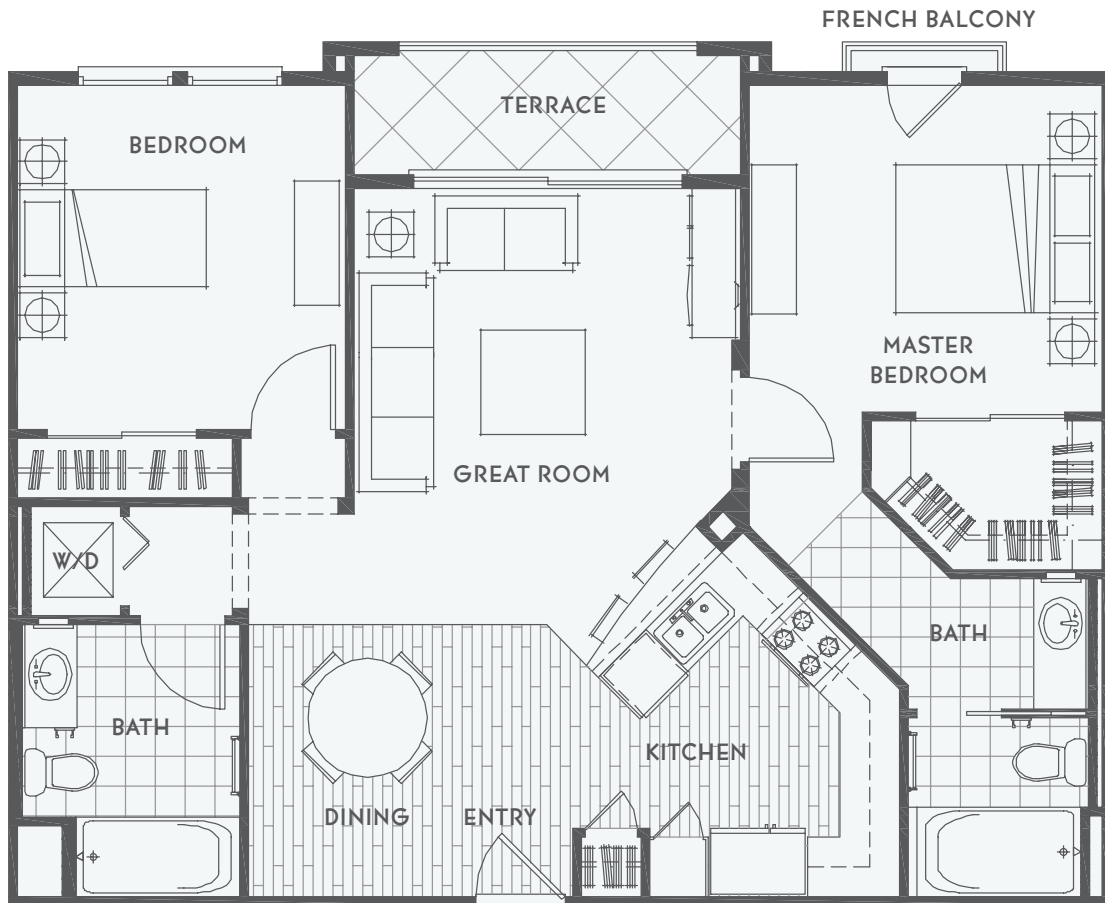 FRENCH BALCONY
TERRACE
BEDROOM
MASTER
BEDROOM
GREAT ROOM
W/D
BATH
BATH
KITCHEN
DINING
ENTRY